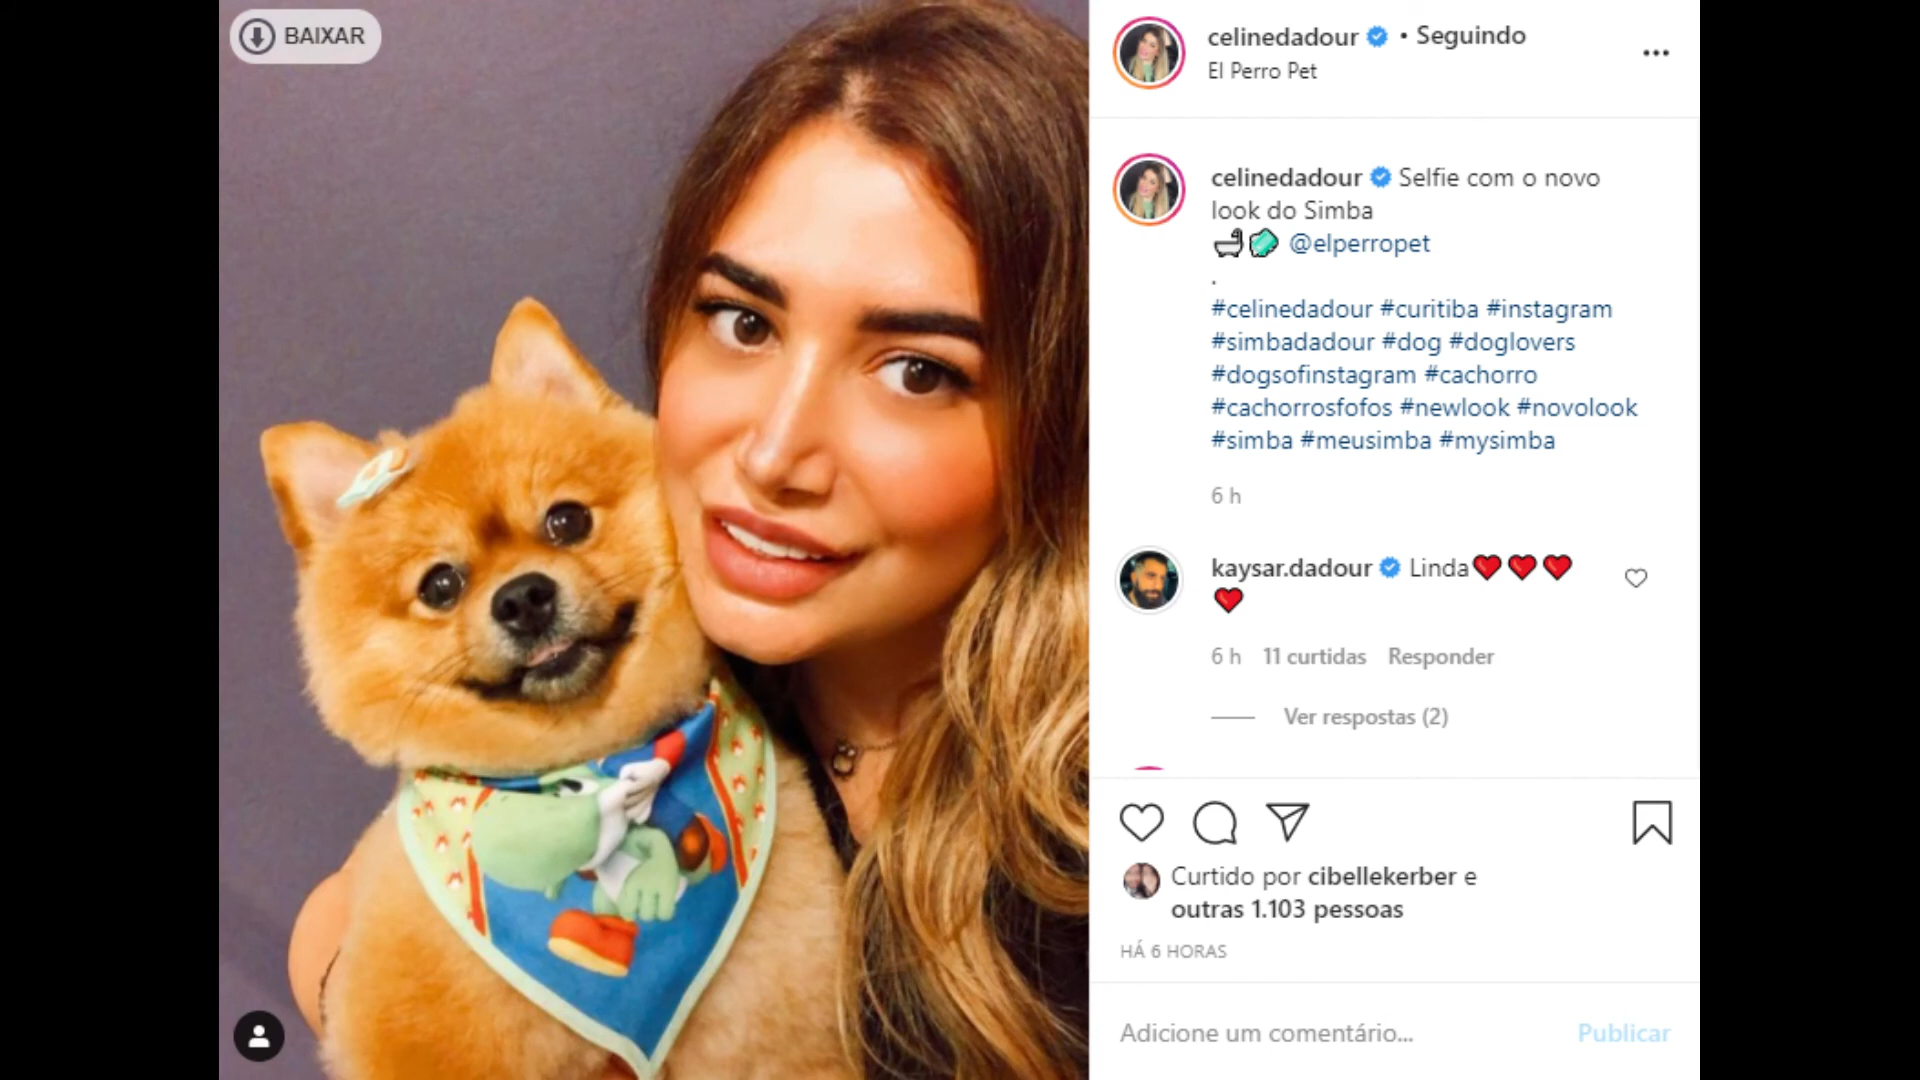 BAIXAR
celinedadour • Seguindo
El Perro Pet
celinedadour Selfie com o novo
look do Simba
🛁🧼 @elperropet
.
#celinedadour #curitiba #instagram
#simbadadour #dog #doglovers
#dogsofinstagram #cachorro
#cachorrosfofos #newlook #novolook
#simba #meusimba #mysimba
6 h
kaysar.dadour Linda❤️❤️❤️
❤️
6 h 11 curtidas Responder
Ver respostas (2)
Curtido por cibellekerber e
outras 1.103 pessoas
HÁ 6 HORAS
Adicione um comentário... Publicar